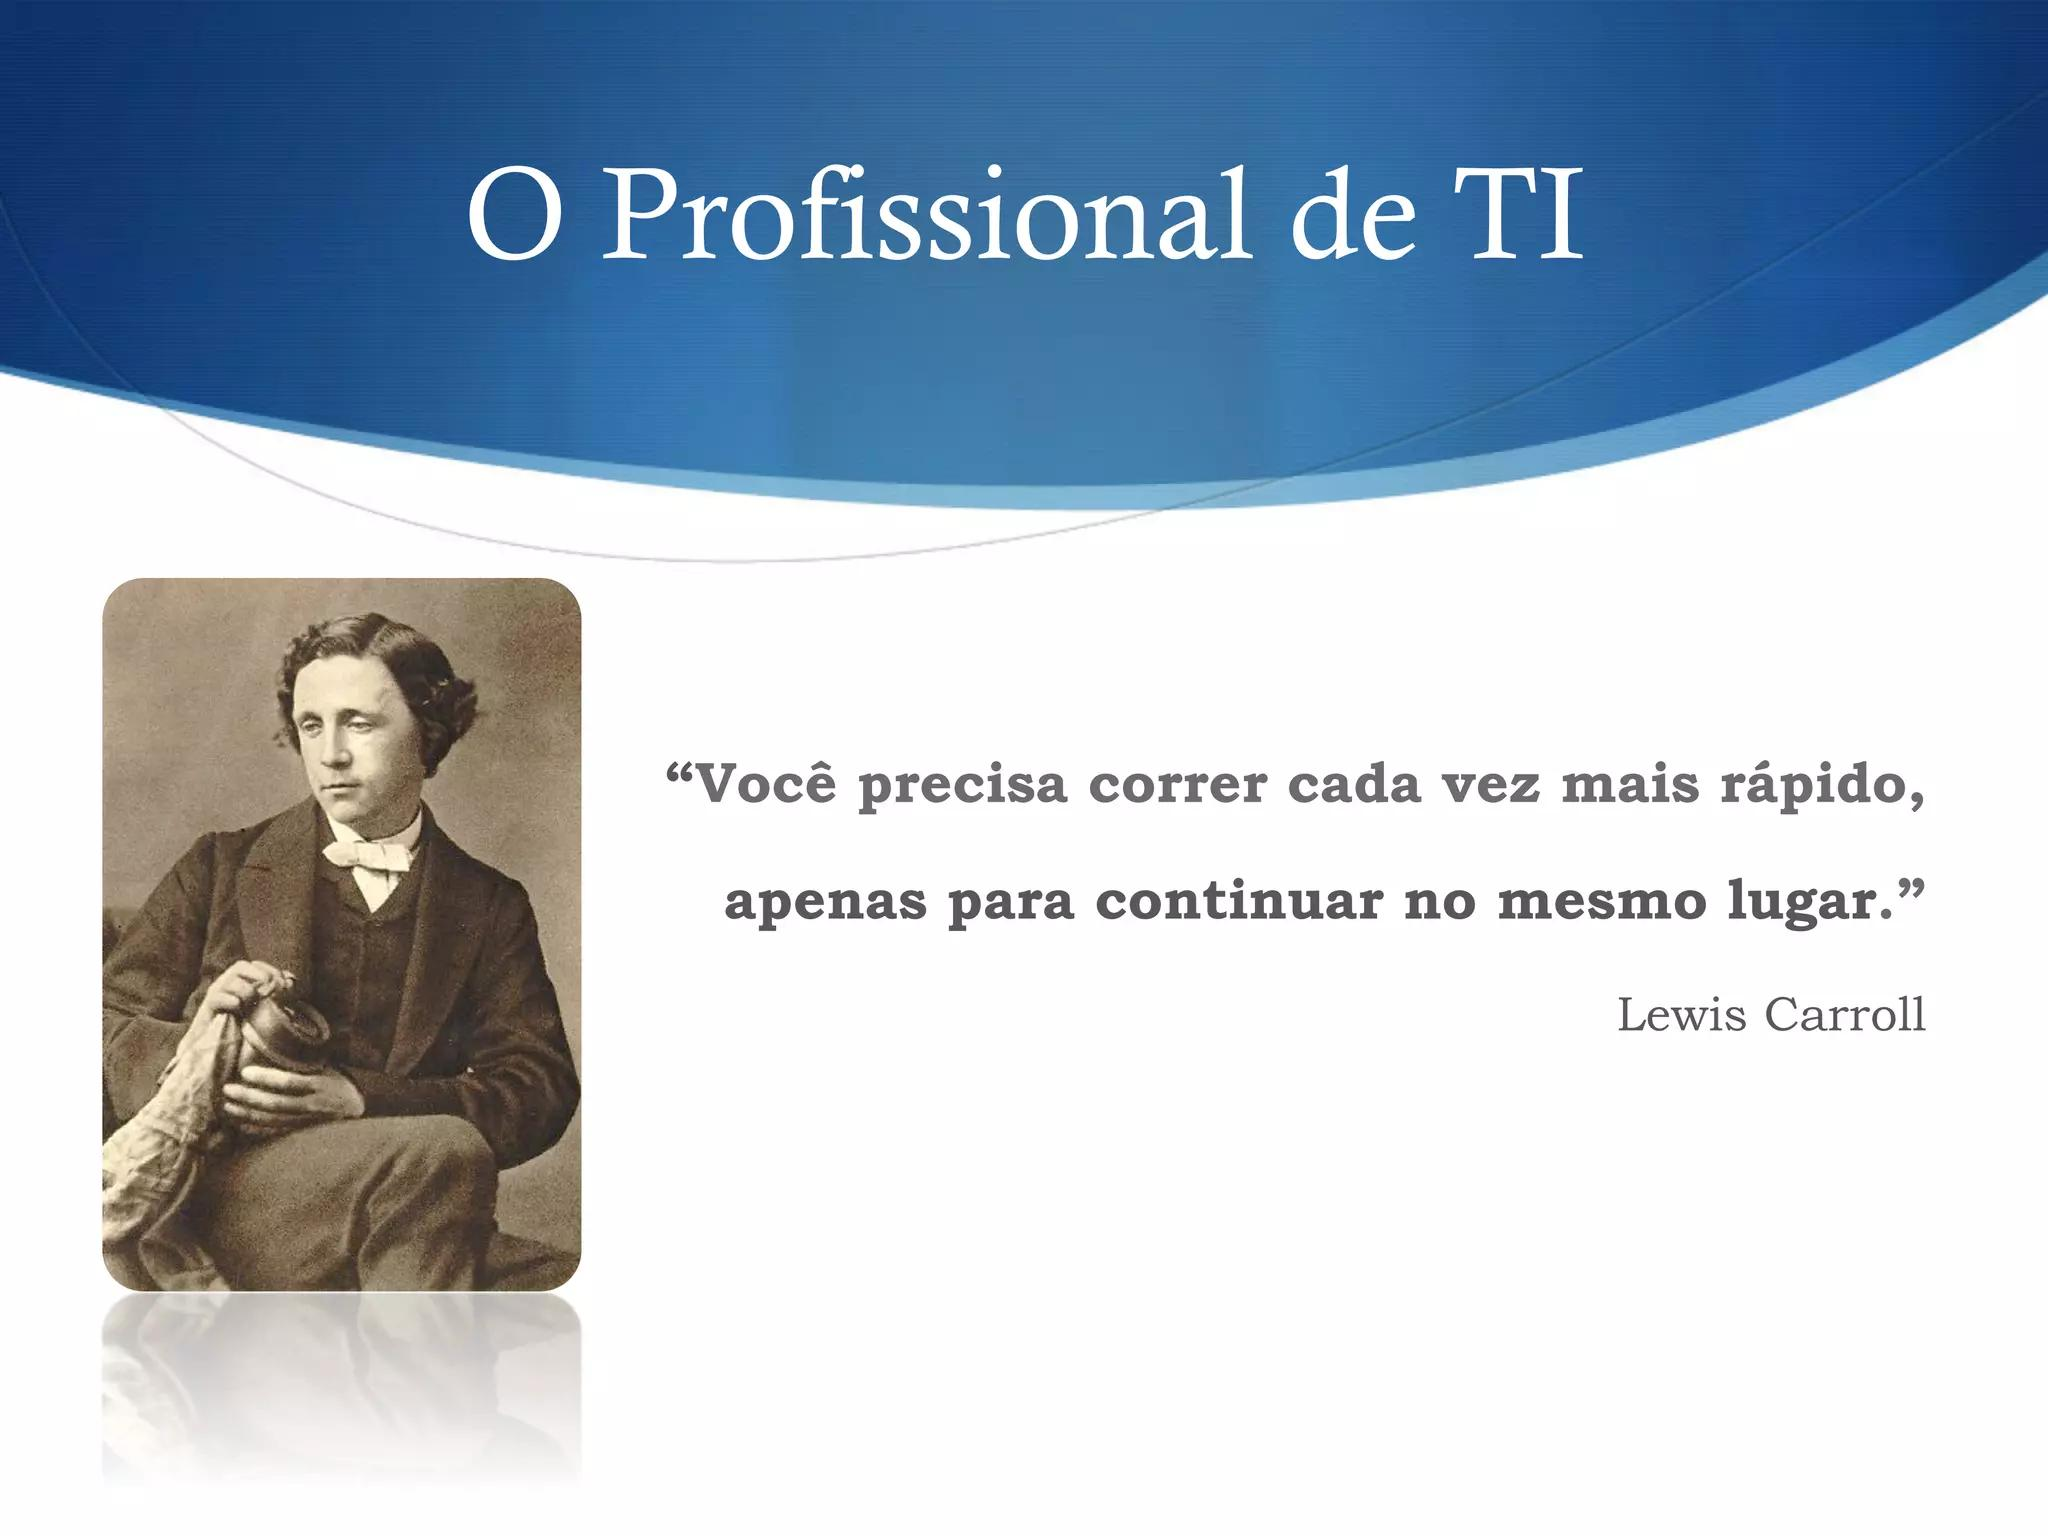 O Profissional de TI
“Você precisa correr cada vez mais rápido,
apenas para continuar no mesmo lugar.”
Lewis Carroll